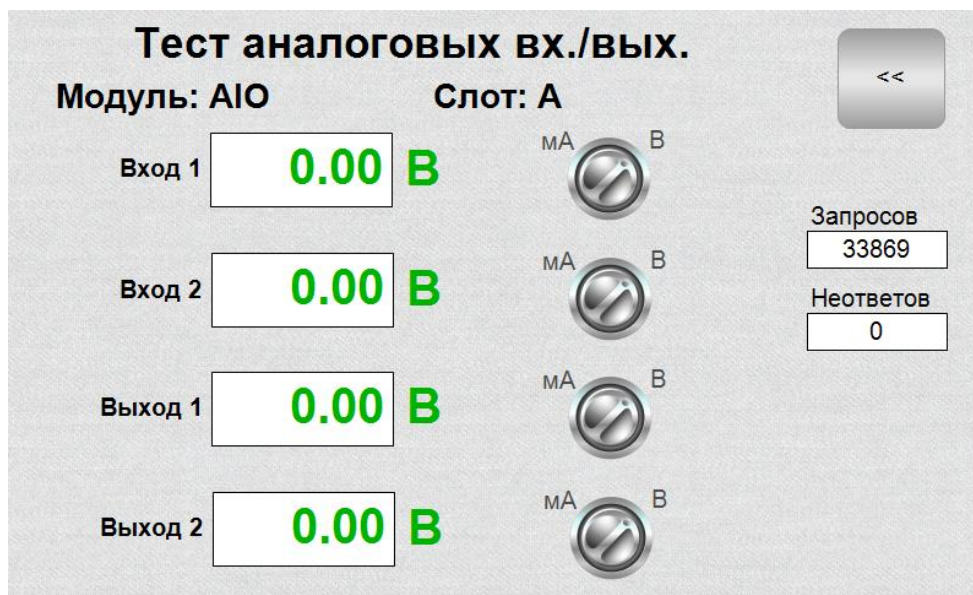 Тест аналоговых вх./вых.
<<
Модуль: AIO Слот: A
Вход 1 0.00 В мА В
Запросов
33869
Вход 2 0.00 В мА В
Неответов
0
Выход 1 0.00 В мА В
Выход 2 0.00 В мА В